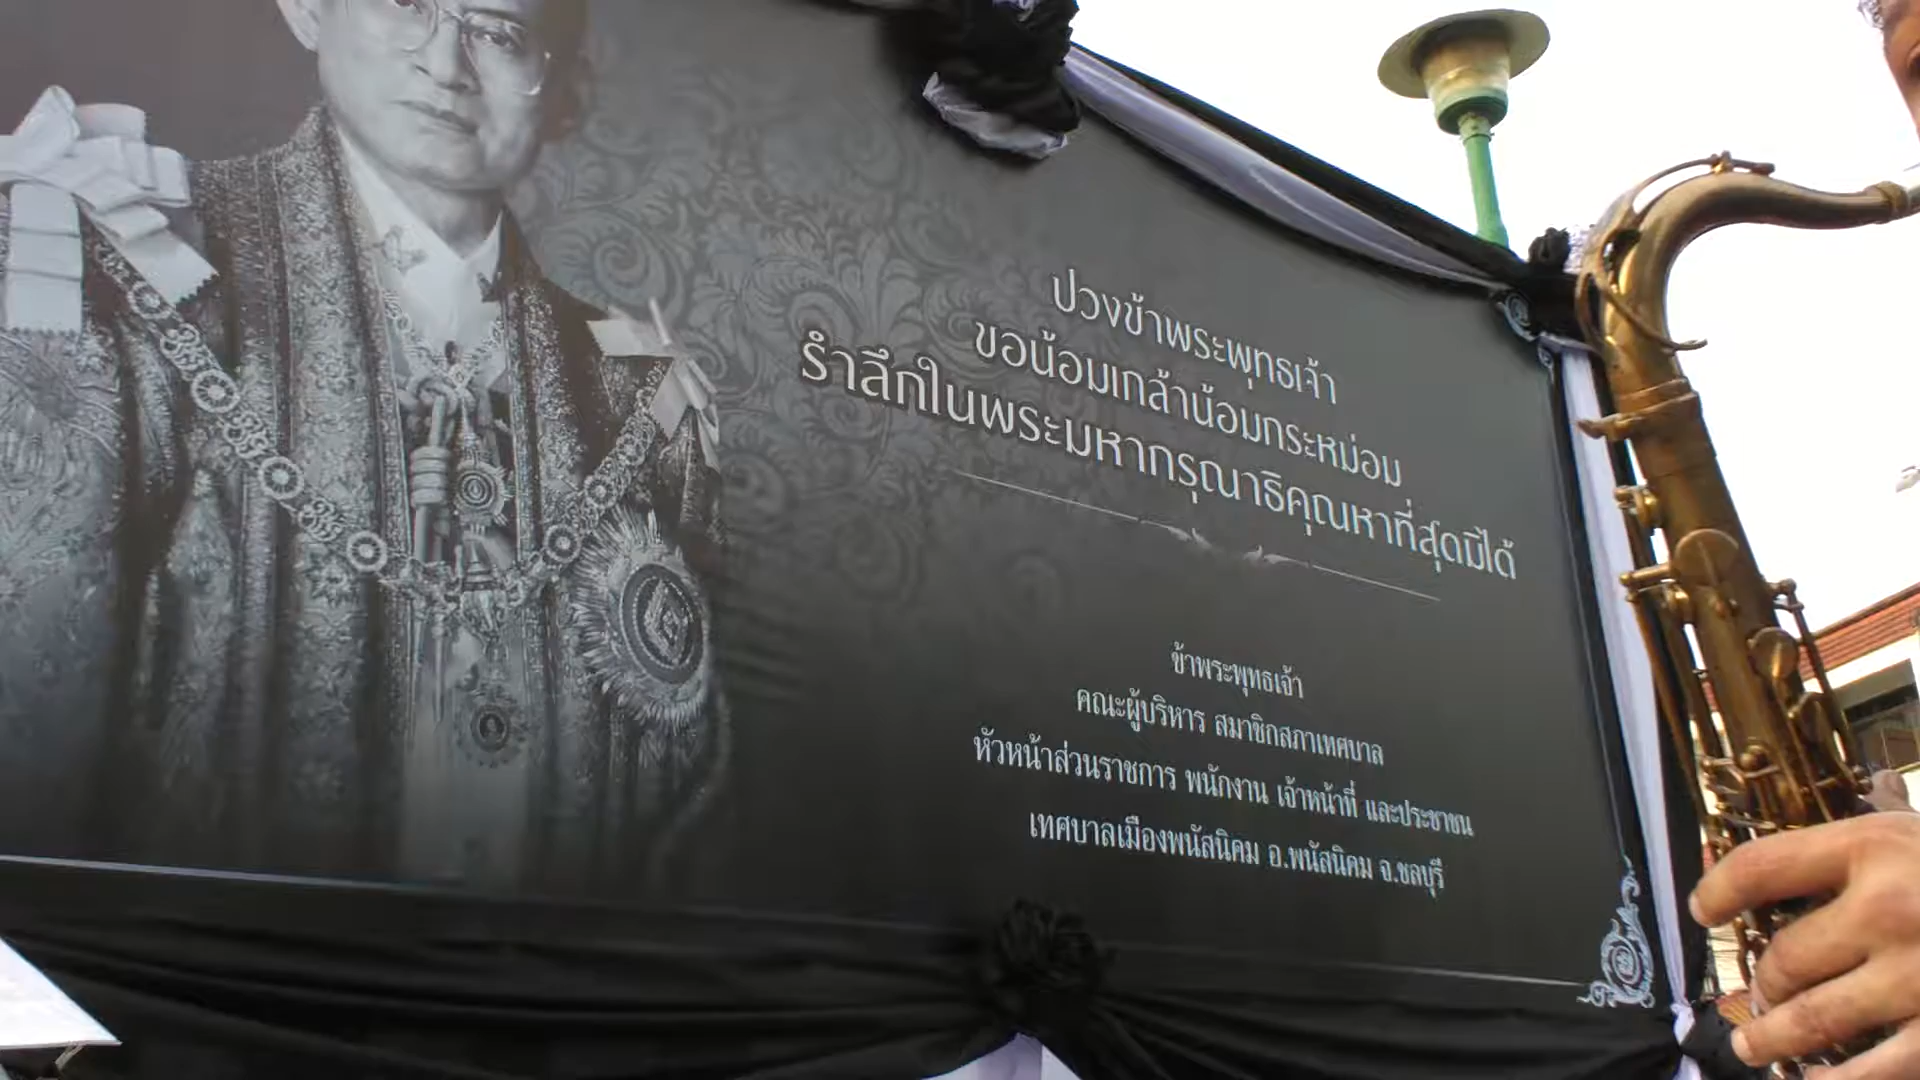 ปวงข้าพระพุทธเจ้า
ขอน้อมเกล้าน้อมกระหม่อม
รำลึกในพระมหากรุณาธิคุณหาที่สุดมิได้
ข้าพระพุทธเจ้า
คณะผู้บริหาร สมาชิกสภาเทศบาล
หัวหน้าส่วนราชการ พนักงาน เจ้าหน้าที่ และประชาชน
เทศบาลเมืองพนัสนิคม อ.พนัสนิคม จ.ชลบุรี